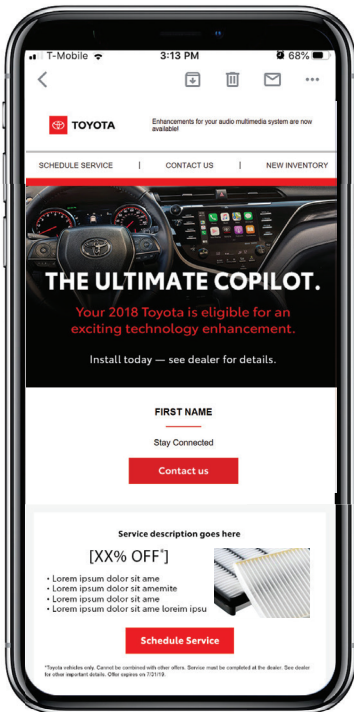 T-Mobile
3:13 PM
68%
TOYOTA
Enhancements for your audio multimedia system are now
available!
SCHEDULE SERVICE | CONTACT US | NEW INVENTORY
THE ULTIMATE COPILOT.
Your 2018 Toyota is eligible for an
exciting technology enhancement.
Install today — see dealer for details.
FIRST NAME
Stay Connected
Contact us
Service description goes here
[XX% OFF*]
• Lorem ipsum dolor sit ame
• Lorem ipsum dolor sit amemite
• Lorem ipsum dolor sit ame
• Lorem ipsum dolor sit ame loreim ipsu
Schedule Service
*Toyota vehicles only. Cannot be combined with other offers. Service must be completed at the dealer. See dealer
for other important details. Offer expires on 7/21/19.